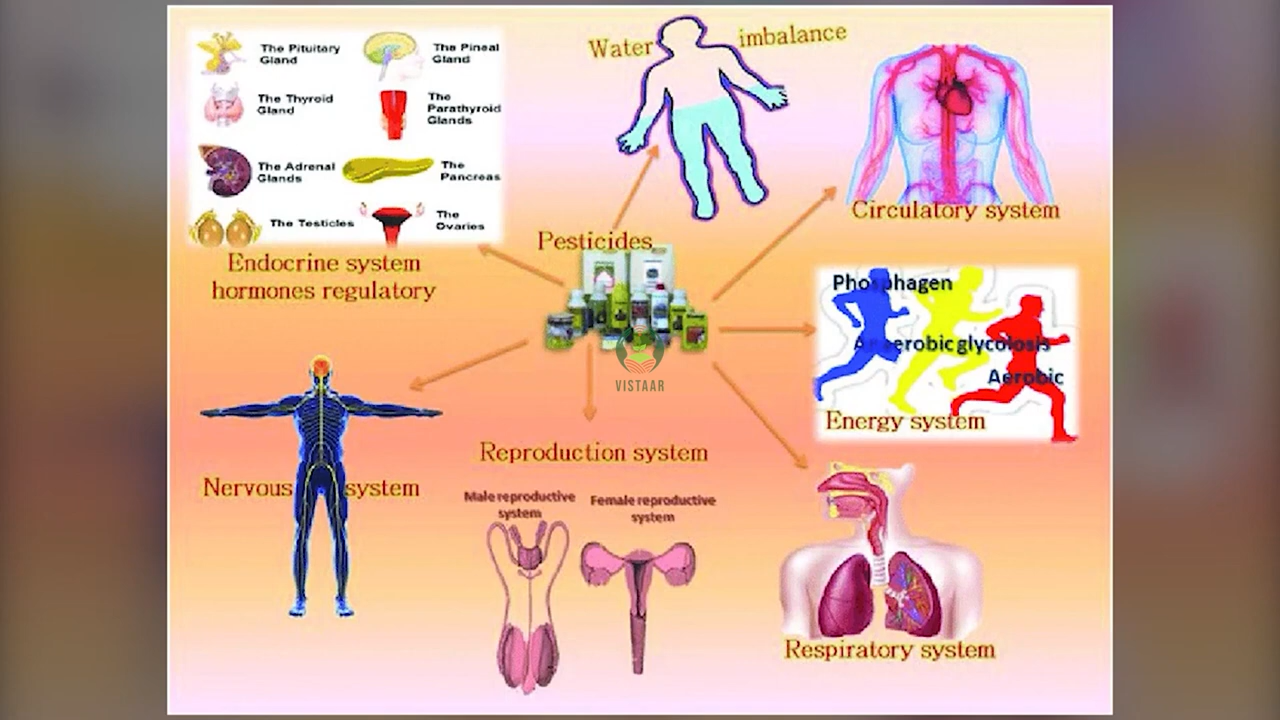 The Pituitary
Gland
The Pineal
Gland
The Thyroid
Gland
The
Parathyroid
Glands
The Adrenal
Glands
The
Pancreas
The Testicles
The
Ovaries
Endocrine system
hormones regulatory
Water imbalance
Circulatory system
Pesticides
VISTAAR
Phosphagen
Anaerobic glycolosis
Aerobic
Energy system
Nervous system
Reproduction system
Male reproductive
system
Female reproductive
system
Respiratory system